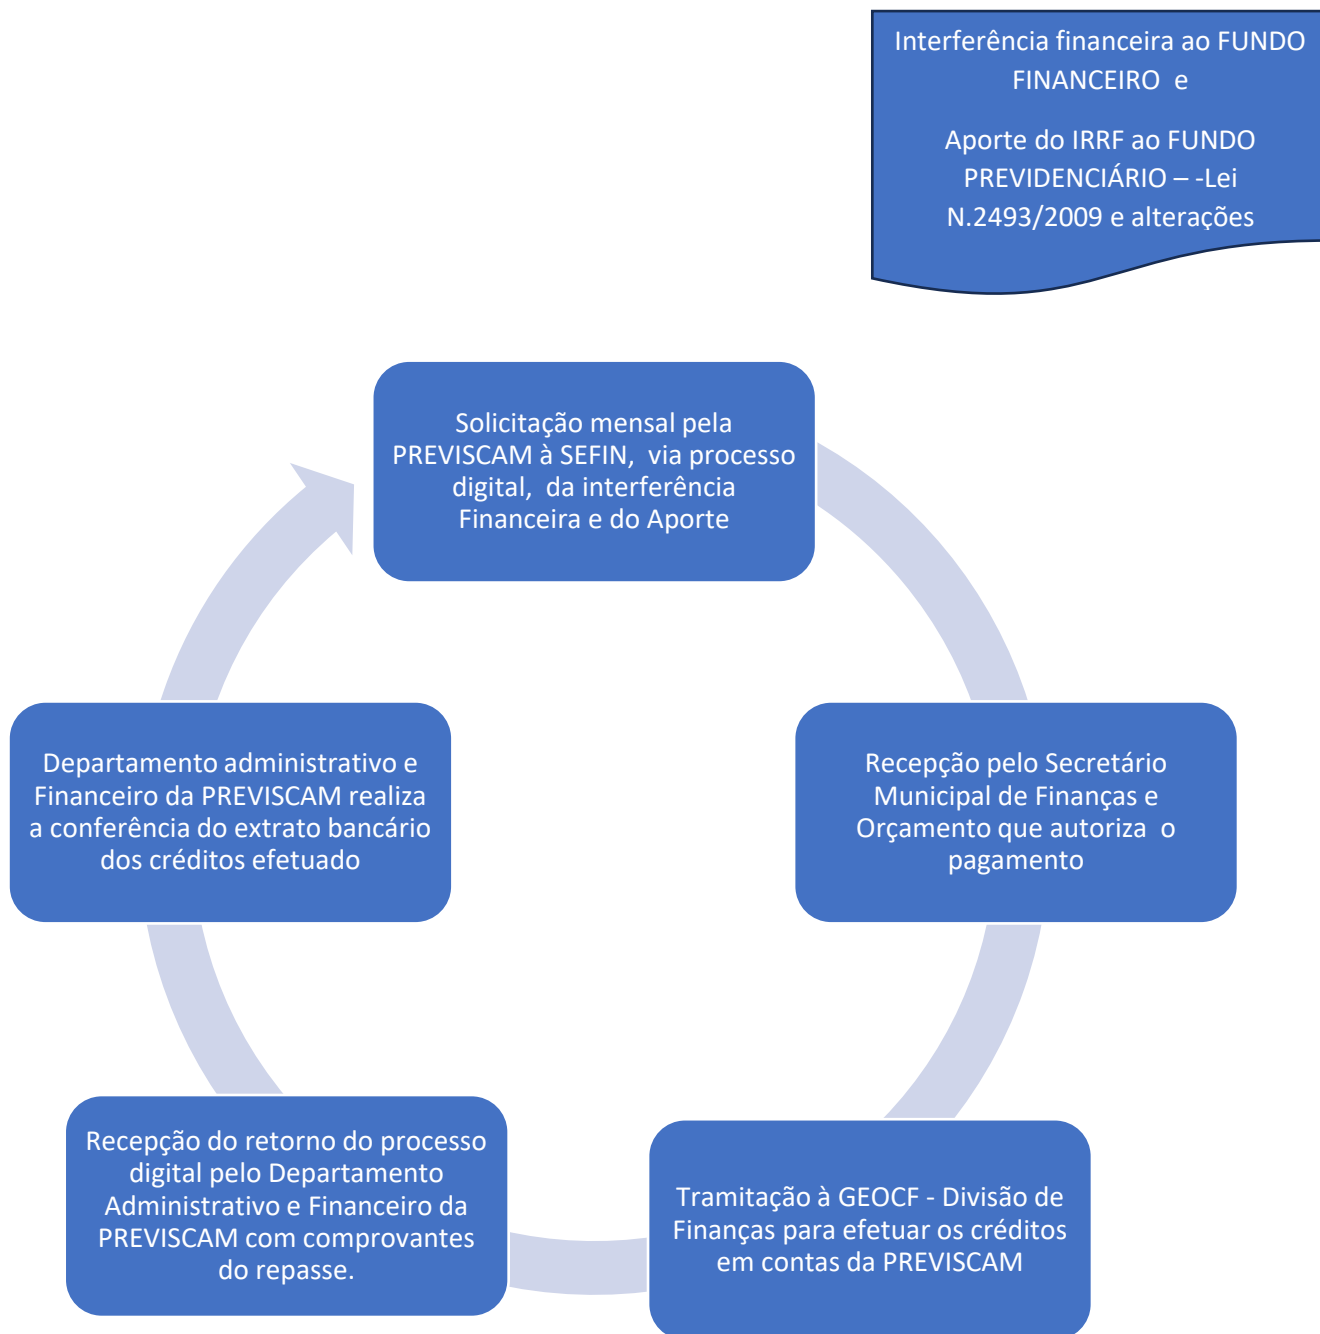 Interferência financeira ao FUNDO
FINANCEIRO e
Aporte do IRRF ao FUNDO
PREVIDENCIÁRIO – -Lei
N.2493/2009 e alterações
Solicitação mensal pela
PREVISCAM à SEFIN, via processo
digital, da interferência
Financeira e do Aporte
Recepção pelo Secretário
Municipal de Finanças e
Orçamento que autoriza o
pagamento
Tramitação à GEOCF - Divisão de
Finanças para efetuar os créditos
em contas da PREVISCAM
Recepção do retorno do processo
digital pelo Departamento
Administrativo e Financeiro da
PREVISCAM com comprovantes
do repasse.
Departamento administrativo e
Financeiro da PREVISCAM realiza
a conferência do extrato bancário
dos créditos efetuado